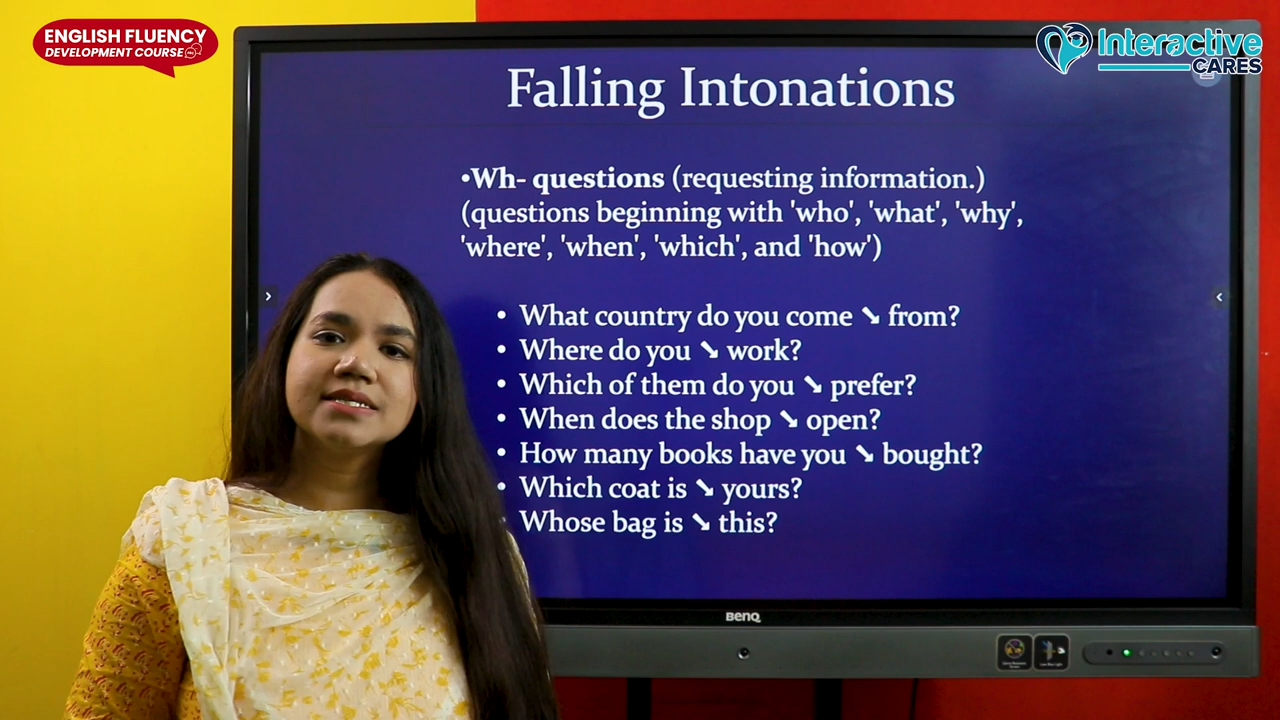 ENGLISH FLUENCY
DEVELOPMENT COURSE
Interactive
CARES
Falling Intonations
•Wh- questions (requesting information.)
(questions beginning with 'who', 'what', 'why',
'where', 'when', 'which', and 'how')
• What country do you come ➘ from?
• Where do you ➘ work?
• Which of them do you ➘ prefer?
• When does the shop ➘ open?
• How many books have you ➘ bought?
• Which coat is ➘ yours?
• Whose bag is ➘ this?
BenQ